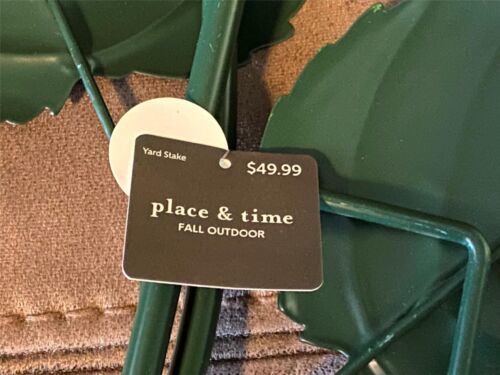 Yard Stake
$49.99
place & time
FALL OUTDOOR